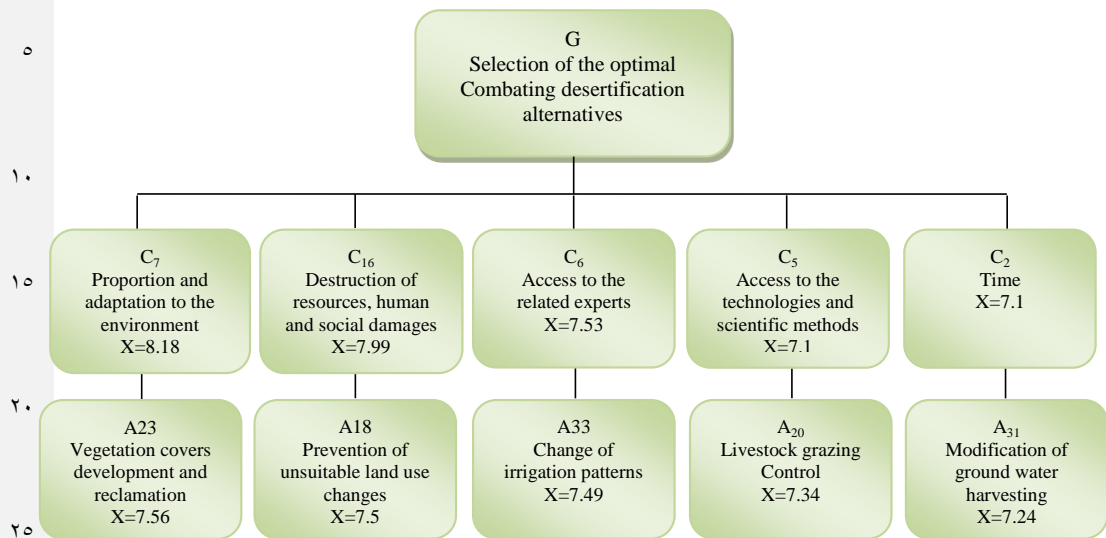 G
Selection of the optimal
Combating desertification
alternatives
C₇
Proportion and
adaptation to the
environment
X=8.18
C₁₆
Destruction of
resources, human
and social damages
X=7.99
C₆
Access to the
related experts
X=7.53
C₅
Access to the
technologies and
scientific methods
X=7.1
C₂
Time
X=7.1
A23
Vegetation covers
development and
reclamation
X=7.56
A18
Prevention of
unsuitable land use
changes
X=7.5
A33
Change of
irrigation patterns
X=7.49
A₂₀
Livestock grazing
Control
X=7.34
A₃₁
Modification of
ground water
harvesting
X=7.24
٥
١٠
١٥
٢٠
٢٥